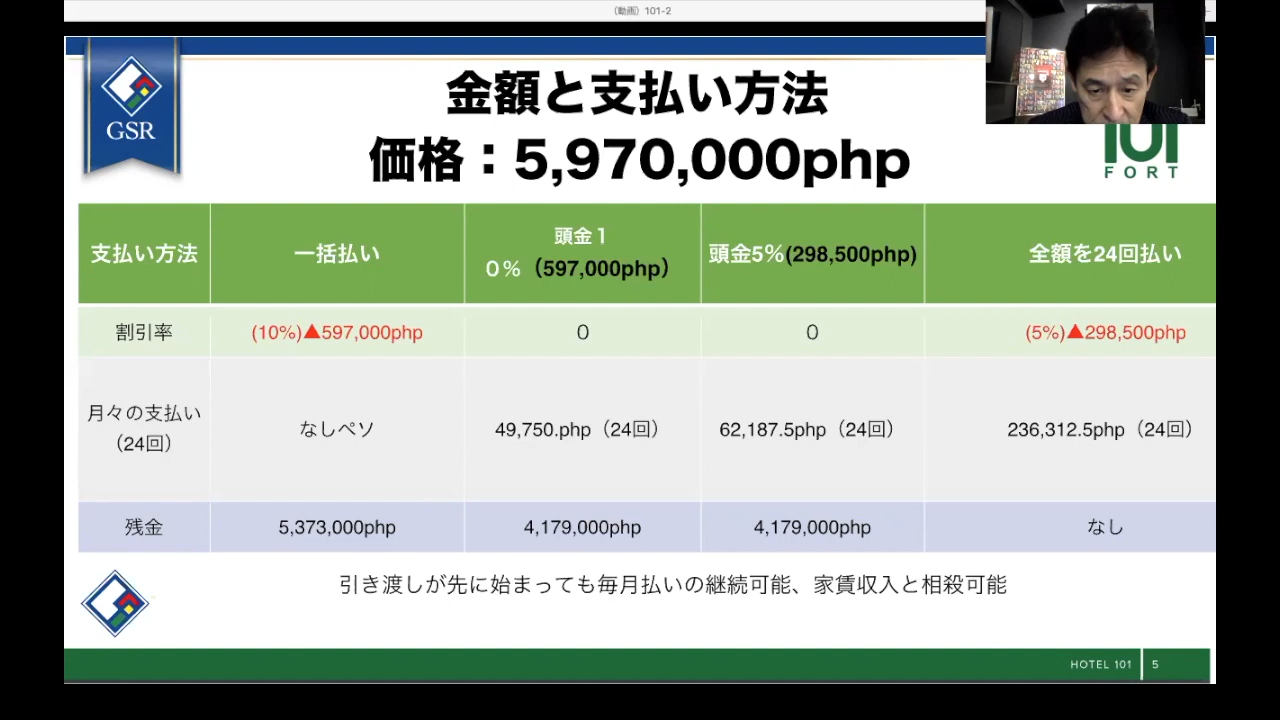 （動画）101-2
GSR
金額と支払い方法
価格：5,970,000php
101
FORT
支払い方法 一括払い 頭金１０％（597,000php） 頭金5%(298,500php) 全額を24回払い
割引率 (10%)▲597,000php 0 0 (5%)▲298,500php
月々の支払い（24回） なしペソ 49,750.php（24回） 62,187.5php（24回） 236,312.5php（24回）
残金 5,373,000php 4,179,000php 4,179,000php なし
引き渡しが先に始まっても毎月払いの継続可能、家賃収入と相殺可能
HOTEL 101 5